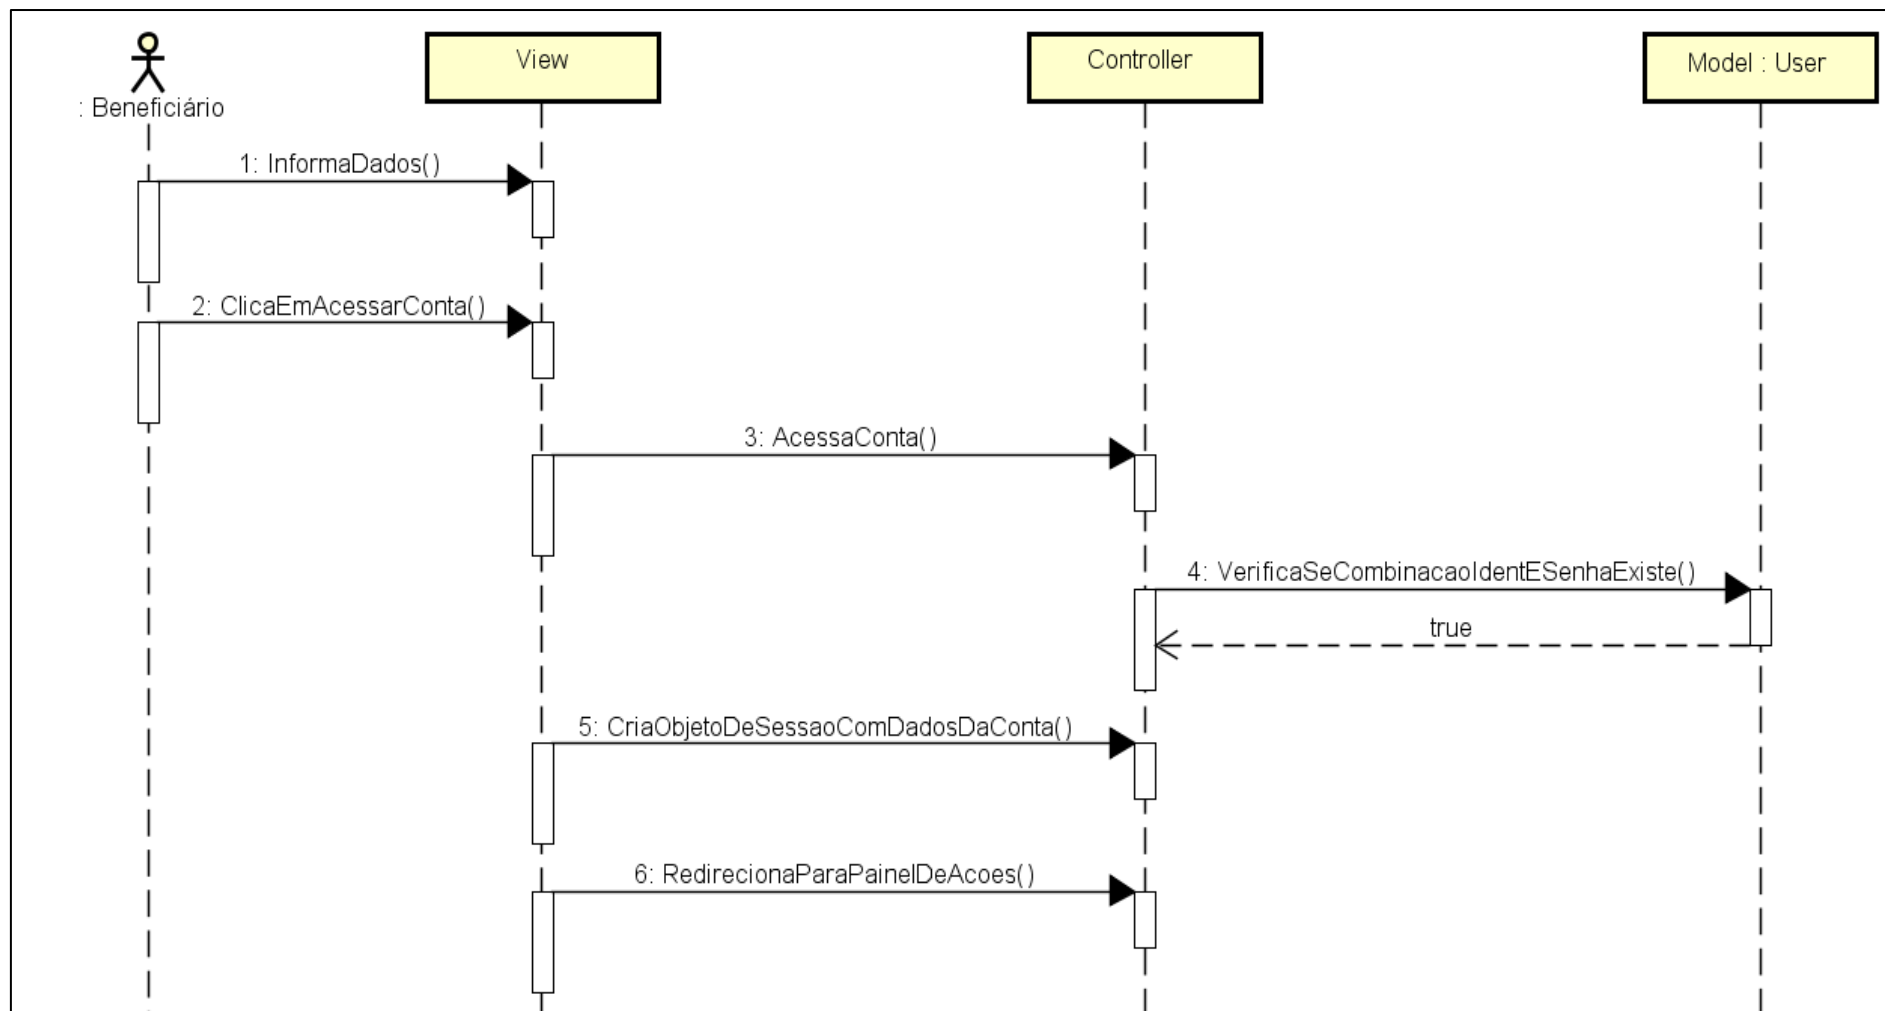 View
Controller
Model : User
: Beneficiário
1: InformaDados()
2: ClicaEmAcessarConta()
3: AcessaConta()
4: VerificaSeCombinacaoIdentESenhaExiste()
true
5: CriaObjetoDeSessaoComDadosDaConta()
6: RedirecionaParaPainelDeAcoes()